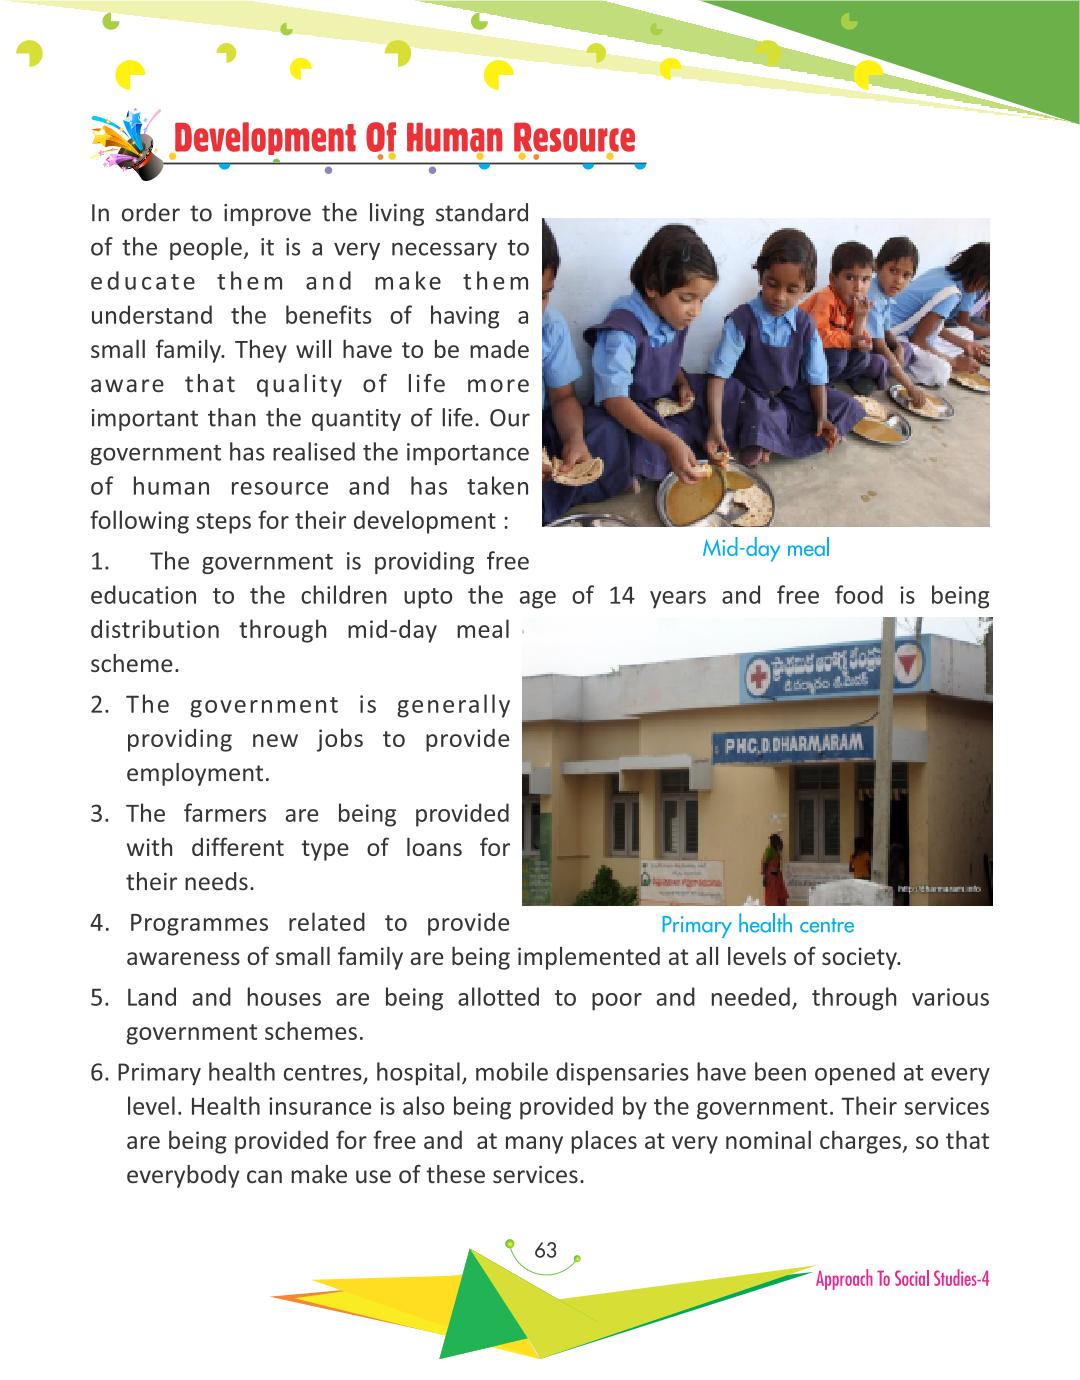 Development Of Human Resource
In order to improve the living standard
of the people, it is a very necessary to
educate them and make them
understand the benefits of having a
small family. They will have to be made
aware that quality of life more
important than the quantity of life. Our
government has realised the importance
of human resource and has taken
following steps for their development :
Mid-day meal
1. The government is providing free
education to the children upto the age of 14 years and free food is being
distribution through mid-day meal
scheme.
2. The government is generally
providing new jobs to provide
employment.
3. The farmers are being provided
with different type of loans for
their needs.
ప్రాథమిక ఆరోగ్య కేంద్రం
PHC,D.DHARMARAM
http://dharmaram.info
Primary health centre
4. Programmes related to provide
awareness of small family are being implemented at all levels of society.
5. Land and houses are being allotted to poor and needed, through various
government schemes.
6. Primary health centres, hospital, mobile dispensaries have been opened at every
level. Health insurance is also being provided by the government. Their services
are being provided for free and at many places at very nominal charges, so that
everybody can make use of these services.
63
Approach To Social Studies-4